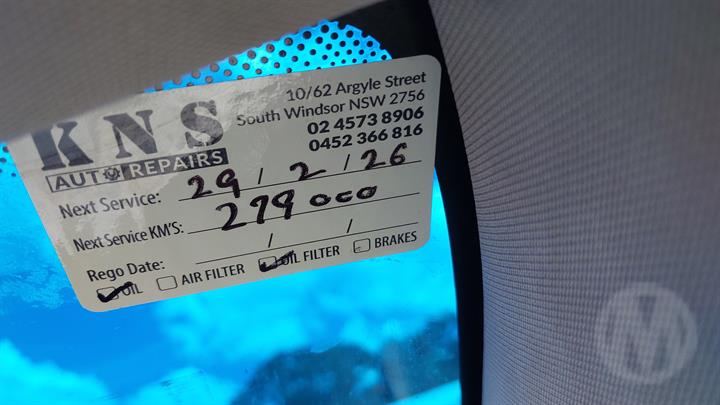 KNS
AUTO REPAIRS
10/62 Argyle Street
South Windsor NSW 2756
02 4573 8906
0452 366 816
Next Service: 29 / 2 / 26
Next Service KM'S: 279 000
Rego Date: / /
OIL AIR FILTER OIL FILTER BRAKES
M